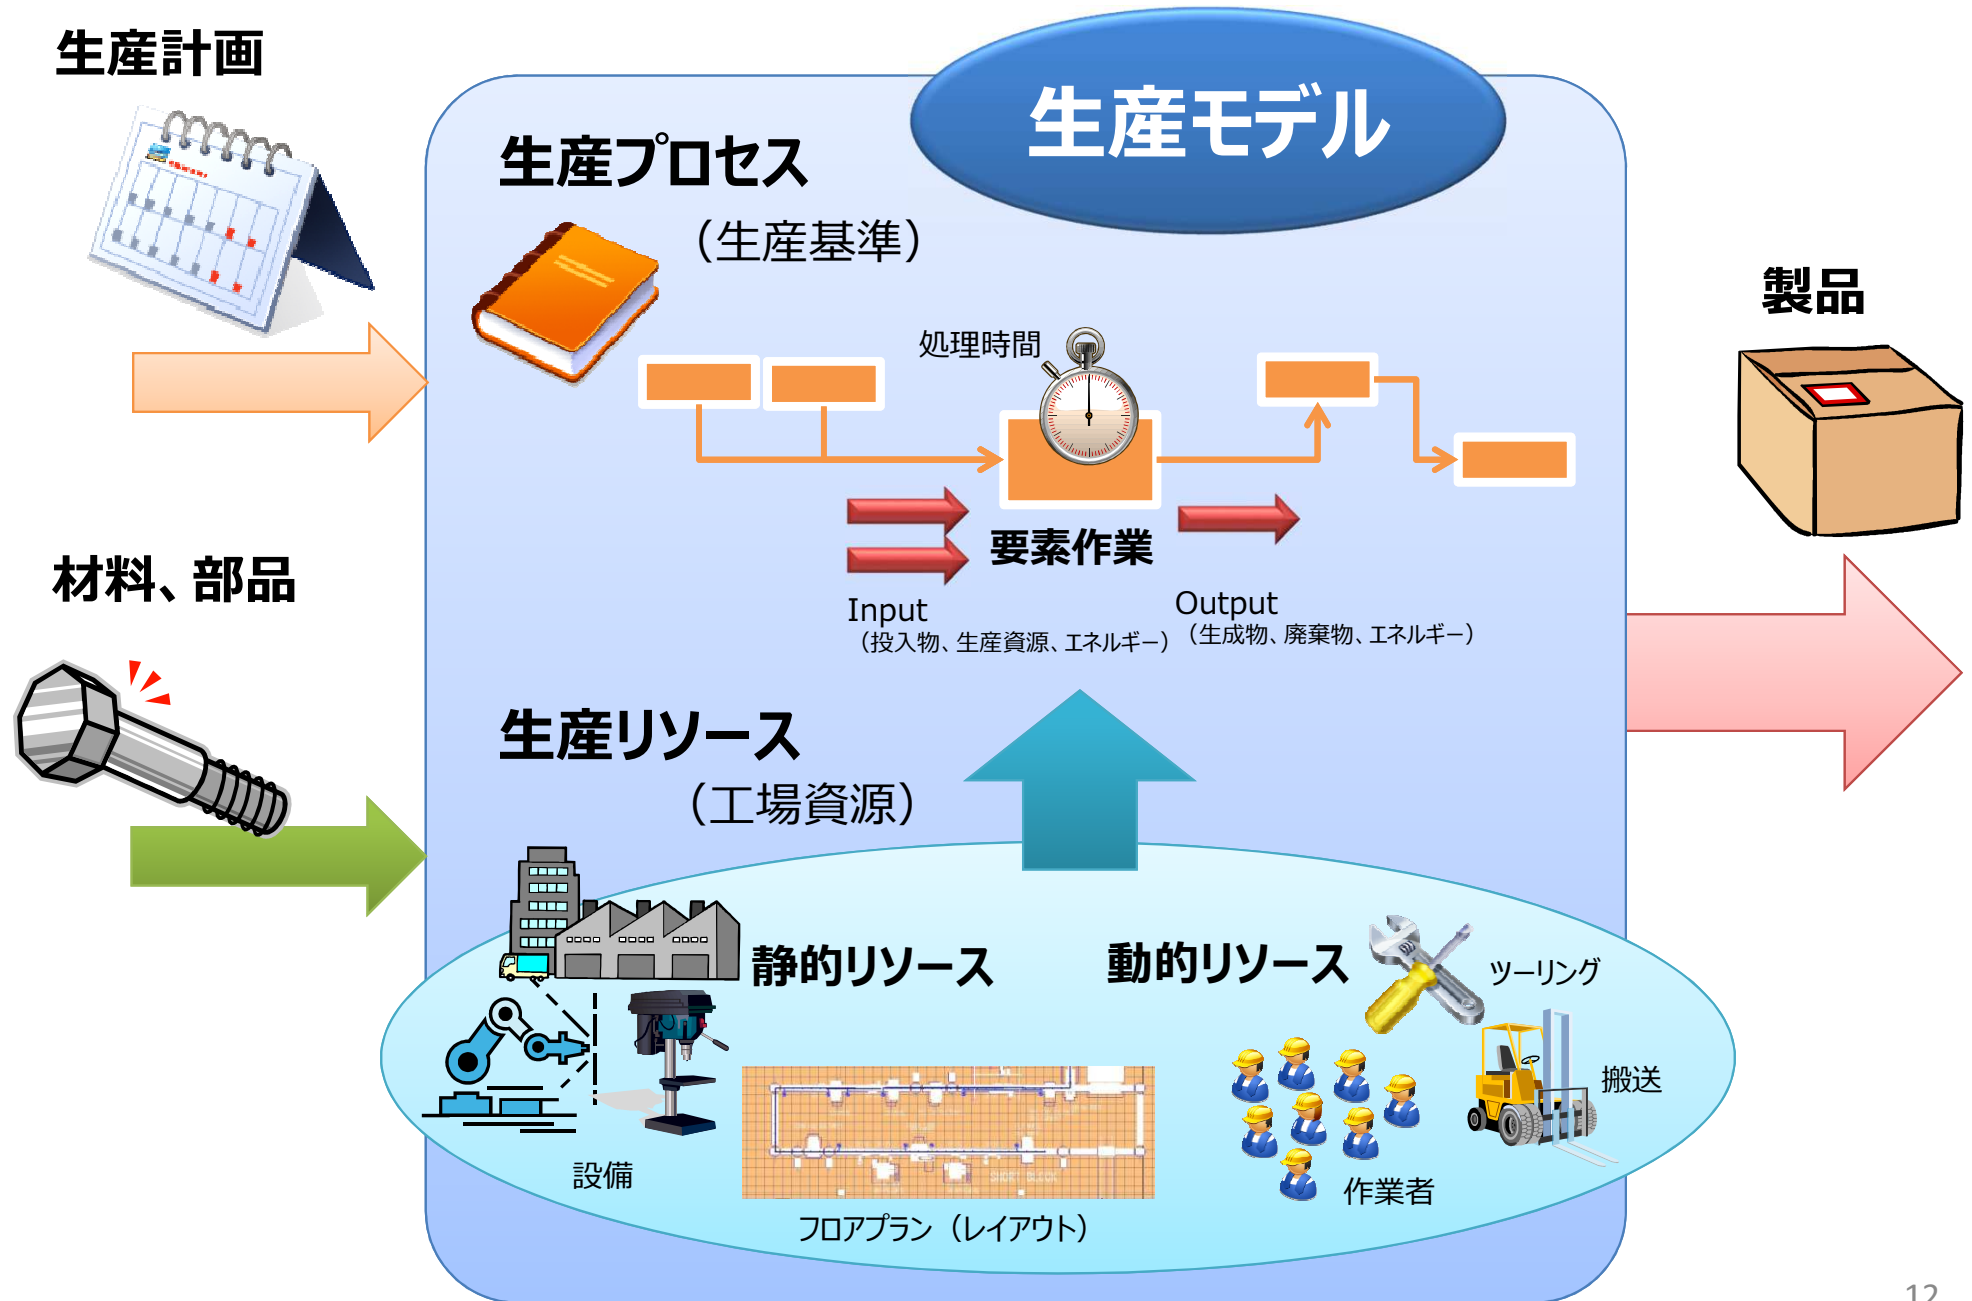 生産計画
生産モデル
生産プロセス
（生産基準）
製品
処理時間
材料、部品
要素作業
Input
（投入物、生産資源、エネルギー）
Output
（生成物、廃棄物、エネルギー）
生産リソース
（工場資源）
静的リソース
動的リソース
ツーリング
搬送
SHOP BLOCK
設備
作業者
フロアプラン（レイアウト）
12